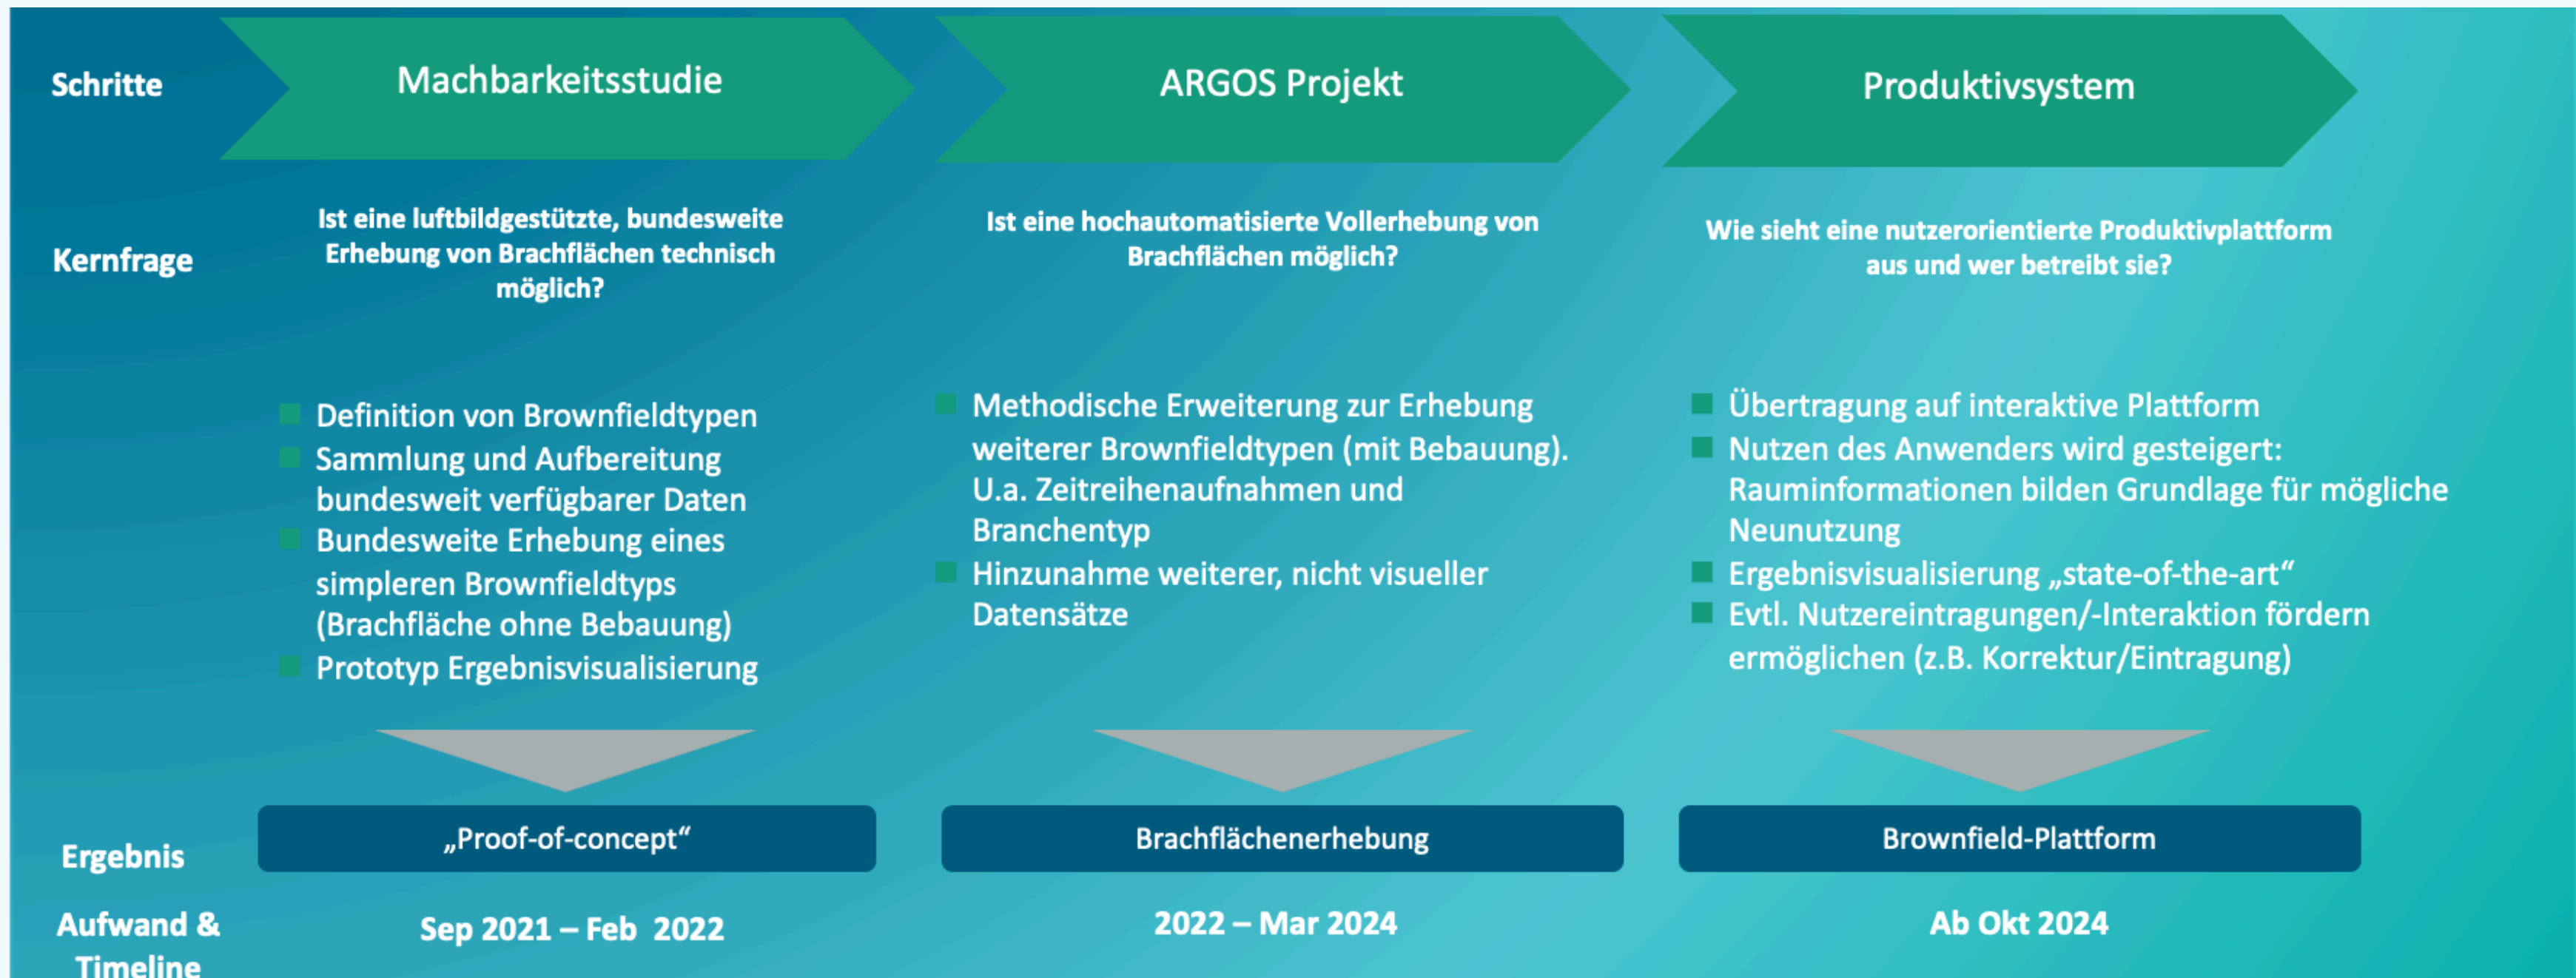 Schritte
Machbarkeitsstudie
ARGOS Projekt
Produktivsystem
Kernfrage
Ist eine luftbildgestützte, bundesweite
Erhebung von Brachflächen technisch
möglich?
Ist eine hochautomatisierte Vollerhebung von
Brachflächen möglich?
Wie sieht eine nutzerorientierte Produktivplattform
aus und wer betreibt sie?
Definition von Brownfieldtypen
Sammlung und Aufbereitung
bundesweit verfügbarer Daten
Bundesweite Erhebung eines
simpleren Brownfieldtyps
(Brachfläche ohne Bebauung)
Prototyp Ergebnisvisualisierung
Methodische Erweiterung zur Erhebung
weiterer Brownfieldtypen (mit Bebauung).
U.a. Zeitreihenaufnahmen und
Branchentyp
Hinzunahme weiterer, nicht visueller
Datensätze
Übertragung auf interaktive Plattform
Nutzen des Anwenders wird gesteigert:
Rauminformationen bilden Grundlage für mögliche
Neunutzung
Ergebnisvisualisierung „state-of-the-art“
Evtl. Nutzereintragungen/-Interaktion fördern
ermöglichen (z.B. Korrektur/Eintragung)
Ergebnis
„Proof-of-concept“
Brachflächenerhebung
Brownfield-Plattform
Aufwand &
Timeline
Sep 2021 – Feb  2022
2022 – Mar 2024
Ab Okt 2024